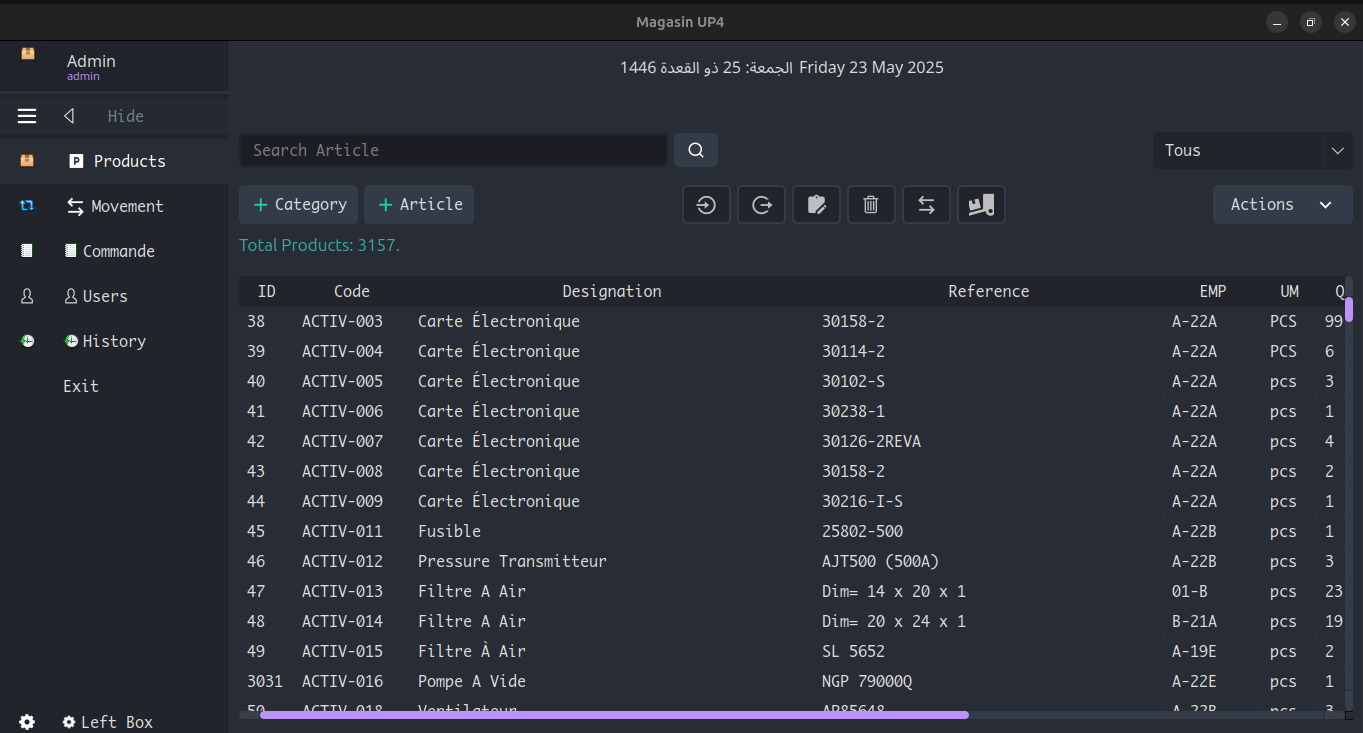 Magasin UP4
Admin
admin
الجمعة: 25 ذو القعدة 1446 Friday 23 May 2025
Hide
Search Article
Tous
P Products
Movement
Commande
Users
History
Exit
Left Box
+ Category
+ Article
Actions
Total Products: 3157.
ID Code Designation Reference EMP UM Q
38 ACTIV-003 Carte Électronique 30158-2 A-22A PCS 99
39 ACTIV-004 Carte Électronique 30114-2 A-22A PCS 6
40 ACTIV-005 Carte Électronique 30102-S A-22A pcs 3
41 ACTIV-006 Carte Électronique 30238-1 A-22A pcs 1
42 ACTIV-007 Carte Électronique 30126-2REVA A-22A pcs 4
43 ACTIV-008 Carte Électronique 30158-2 A-22A pcs 2
44 ACTIV-009 Carte Électronique 30216-I-S A-22A pcs 1
45 ACTIV-011 Fusible 25802-500 A-22B pcs 1
46 ACTIV-012 Pressure Transmitteur AJT500 (500A) A-22B pcs 3
47 ACTIV-013 Filtre A Air Dim= 14 x 20 x 1 01-B pcs 23
48 ACTIV-014 Filtre A Air Dim= 20 x 24 x 1 B-21A pcs 19
49 ACTIV-015 Filtre À Air SL 5652 A-19E pcs 2
3031 ACTIV-016 Pompe A Vide NGP 79000Q A-22E pcs 1
50 ACTIV-018 Ventilateur A-22B pcs 3